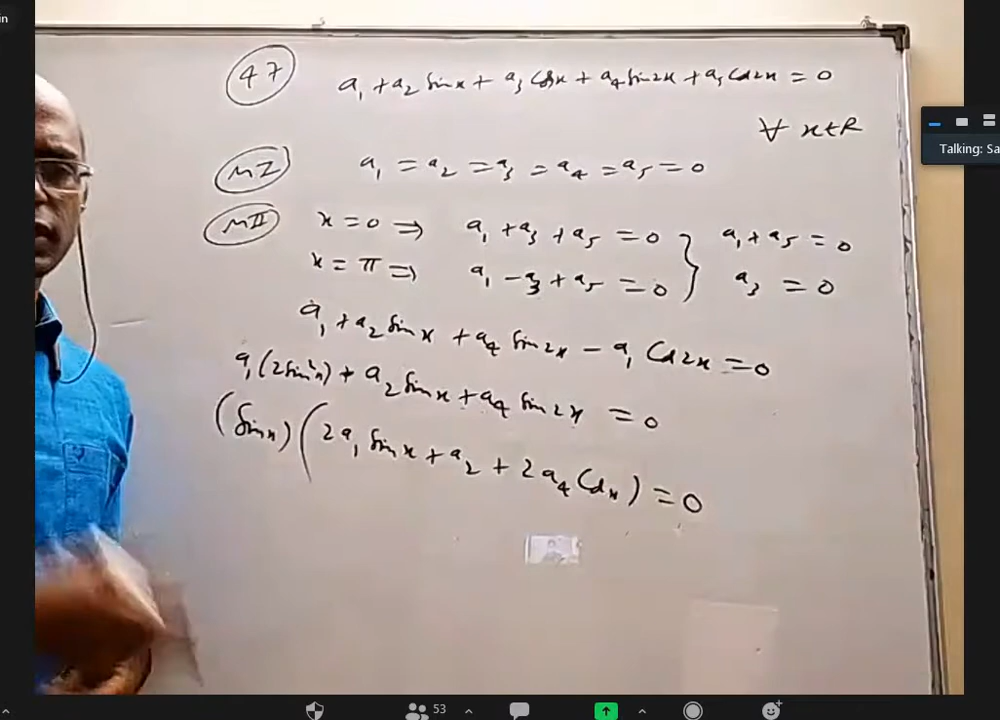 in
47 a₁ + a₂ Sin x + a₃ Cos x + a₄ Sin 2x + a₅ Cos 2x = 0
∀ x ∈ R
Talking: Sa
M I a₁ = a₂ = a₃ = a₄ = a₅ = 0
M II x = 0 ⇒ a₁ + a₃ + a₅ = 0 } a₁ + a₅ = 0
x = π ⇒ a₁ - a₃ + a₅ = 0 a₃ = 0
a₁ + a₂ Sin x + a₄ Sin 2x - a₁ Cos 2x = 0
a₁ (2 Sin² x) + a₂ Sin x + a₄ Sin 2x = 0
(Sin x) (2 a₁ Sin x + a₂ + 2 a₄ Cos x) = 0
53